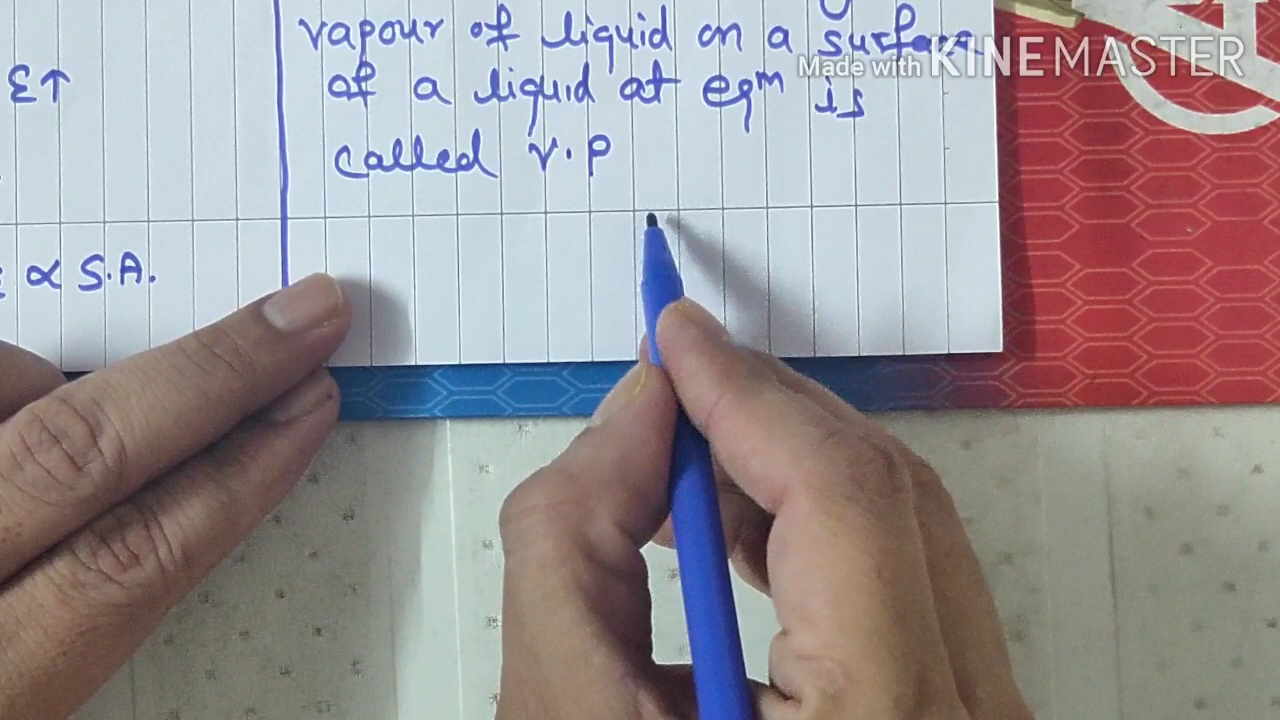 vapour of liquid on a surface
of a liquid at eqm is
called V.P
E↑
∝ S.A.
Made with KINEMASTER